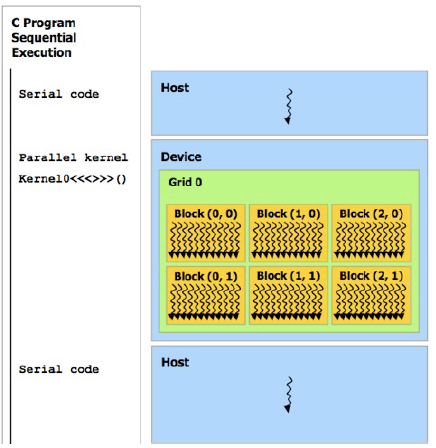 C Program
Sequential
Execution
Serial code
Host
Parallel kernel
Kernel0<<<>>>()
Device
Grid 0
Block (0, 0)
Block (1, 0)
Block (2, 0)
Block (0, 1)
Block (1, 1)
Block (2, 1)
Serial code
Host